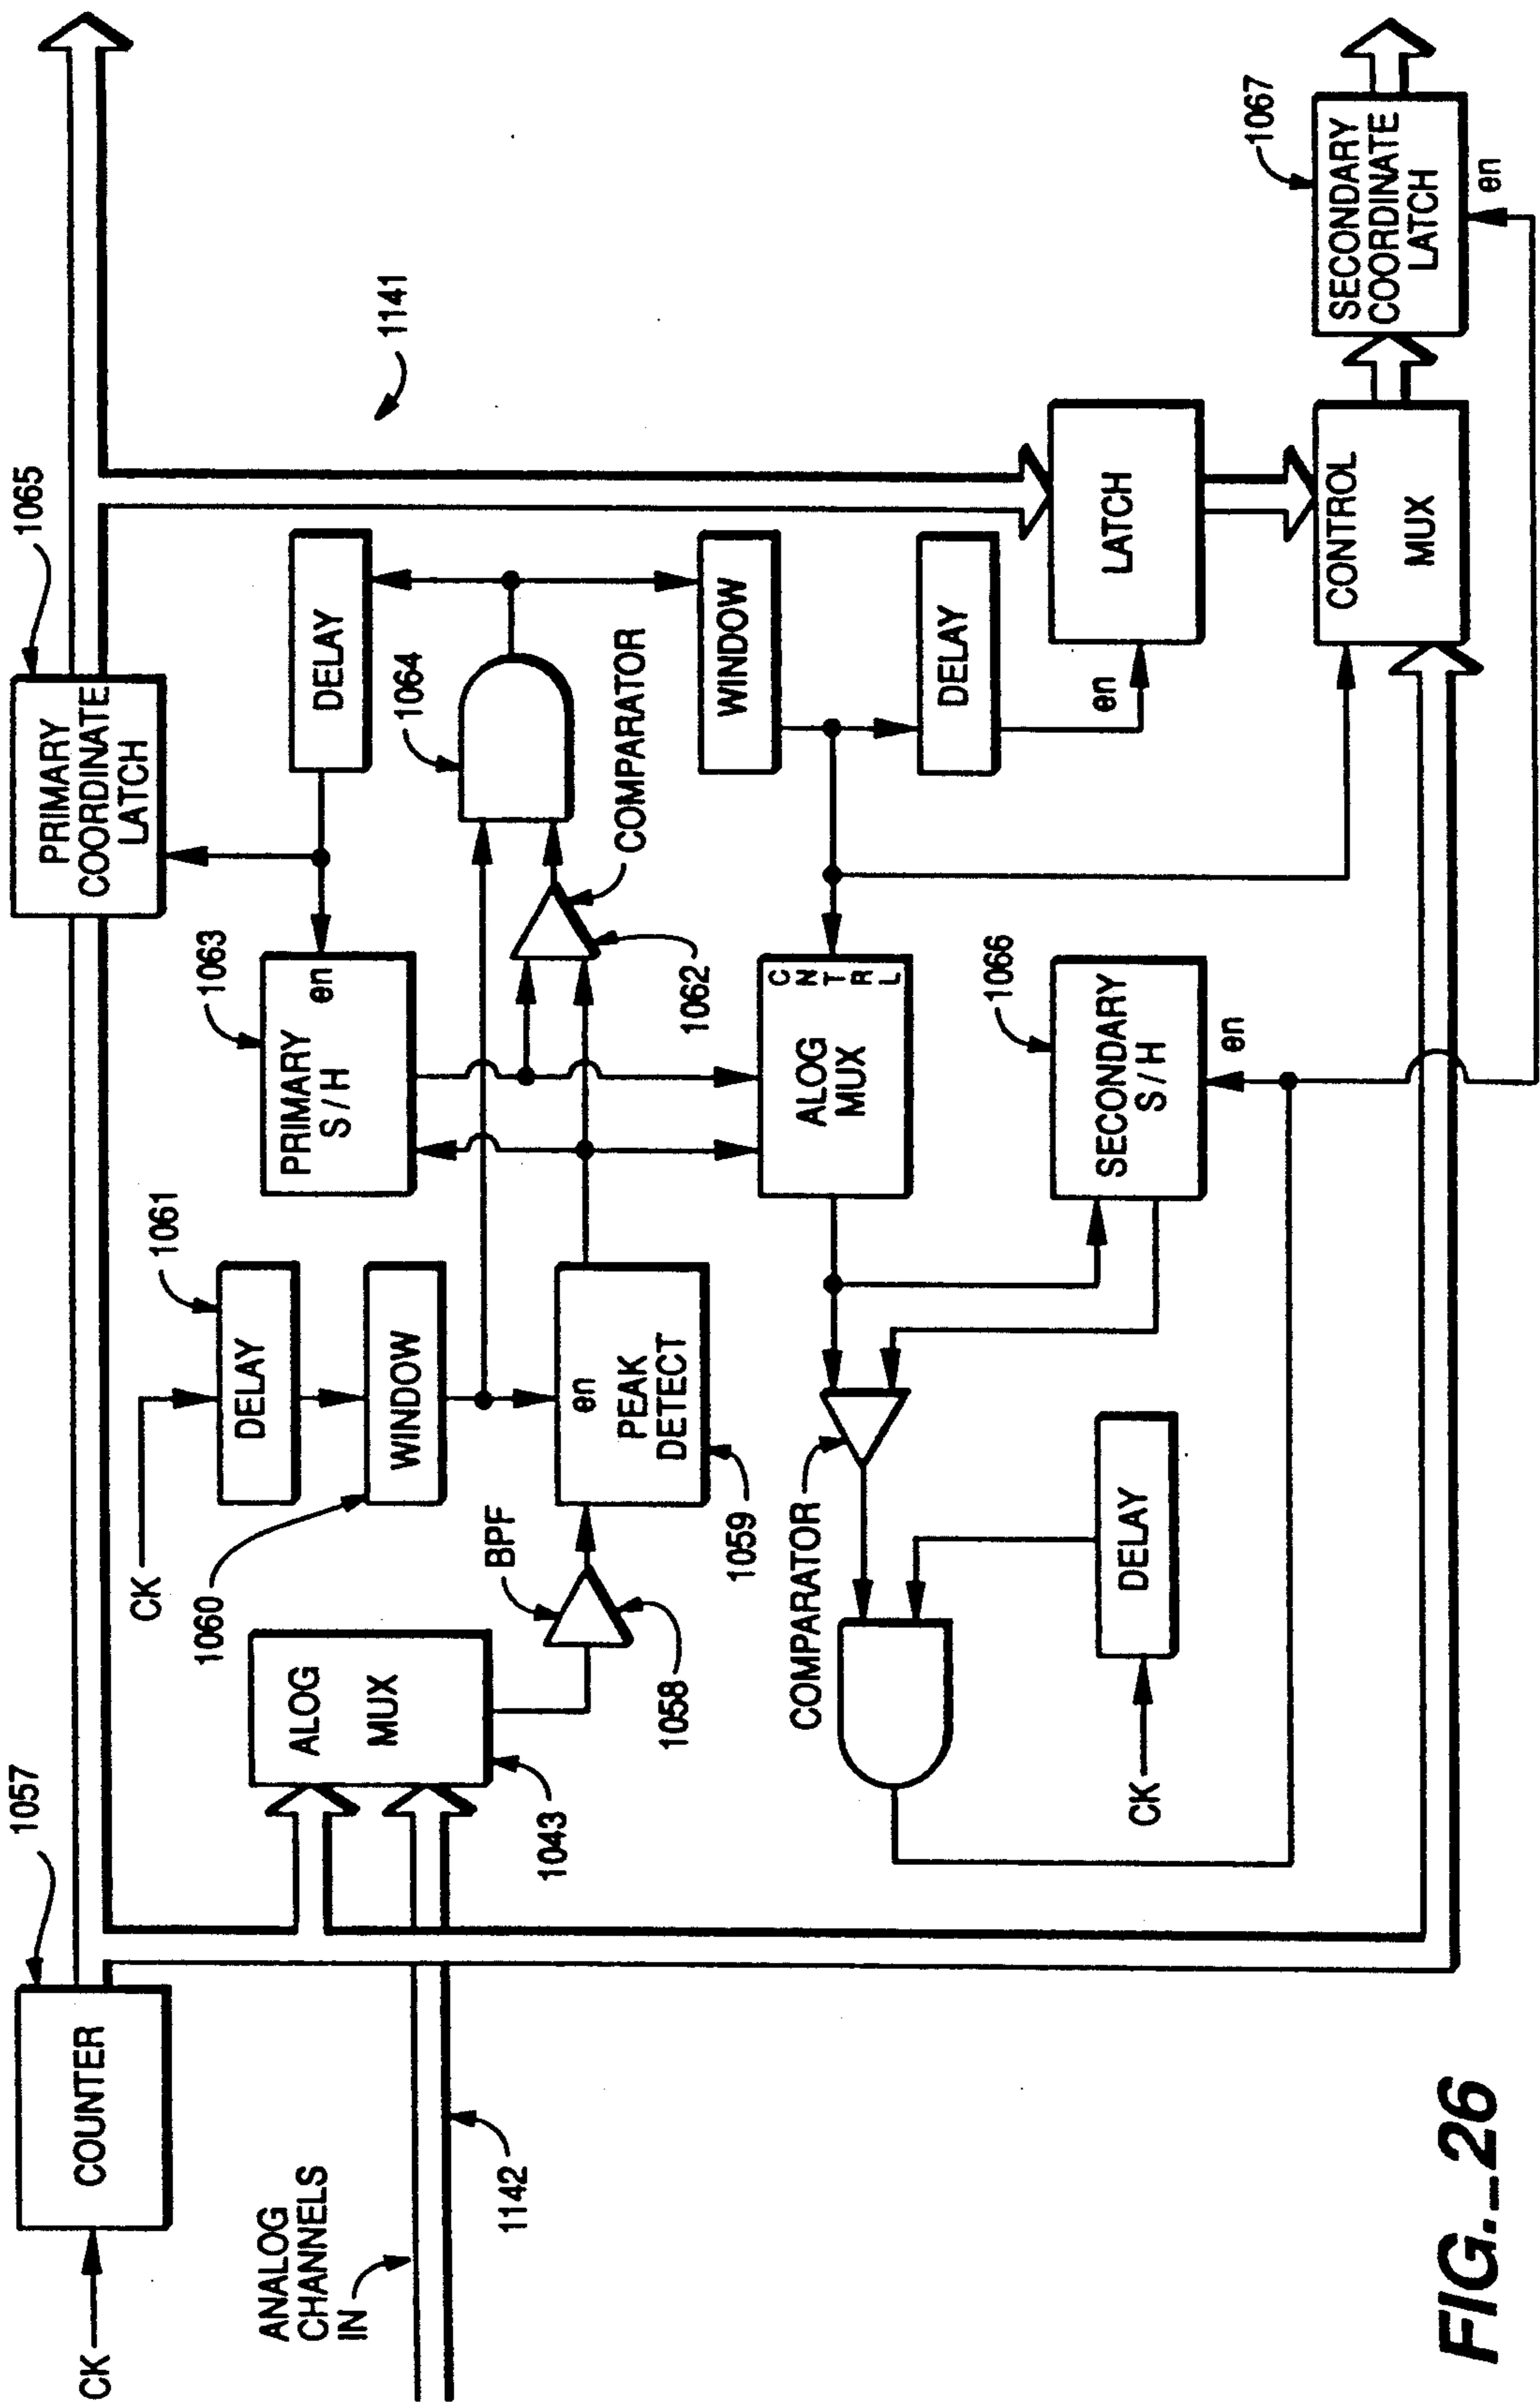 CK
COUNTER
1057
PRIMARY
COORDINATE
LATCH
1065
ANALOG
CHANNELS
IN
1142
ALOG
MUX
1043
CK
DELAY
1061
WINDOW
1060
BPF
1058
en
PEAK
DETECT
1059
PRIMARY
S/H
en
1063
COMPARATOR
1062
1064
DELAY
1141
WINDOW
DELAY
en
LATCH
ALOG
MUX
CNTRL
COMPARATOR
CK
DELAY
SECONDARY
S/H
1066
en
CONTROL
MUX
SECONDARY
COORDINATE
LATCH
1067
en
FIG._26